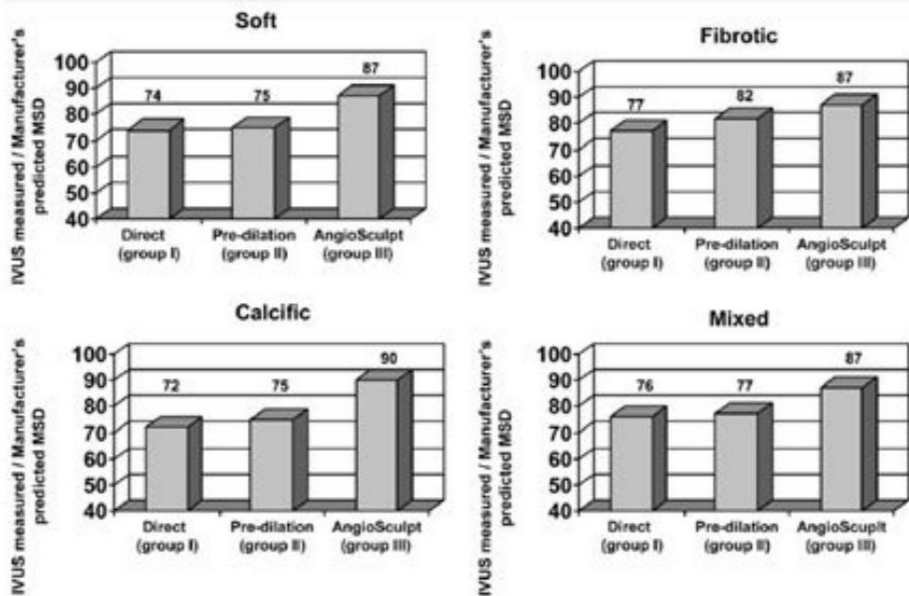 Soft
IVUS measured / Manufacturer's
predicted MSD
100
90
80
70
60
50
40
74
75
87
Direct
(group I)
Pre-dilation
(group II)
AngioSculpt
(group III)
Fibrotic
IVUS measured / Manufacturer's
predicted MSD
100
90
80
70
60
50
40
77
82
87
Direct
(group I)
Pre-dilation
(group II)
AngioSculpt
(group III)
Calcific
IVUS measured / Manufacturer's
predicted MSD
100
90
80
70
60
50
40
72
75
90
Direct
(group I)
Pre-dilation
(group II)
AngioSculpt
(group III)
Mixed
IVUS measured / Manufacturer's
predicted MSD
100
90
80
70
60
50
40
76
77
87
Direct
(group I)
Pre-dilation
(group II)
AngioScuplt
(group III)